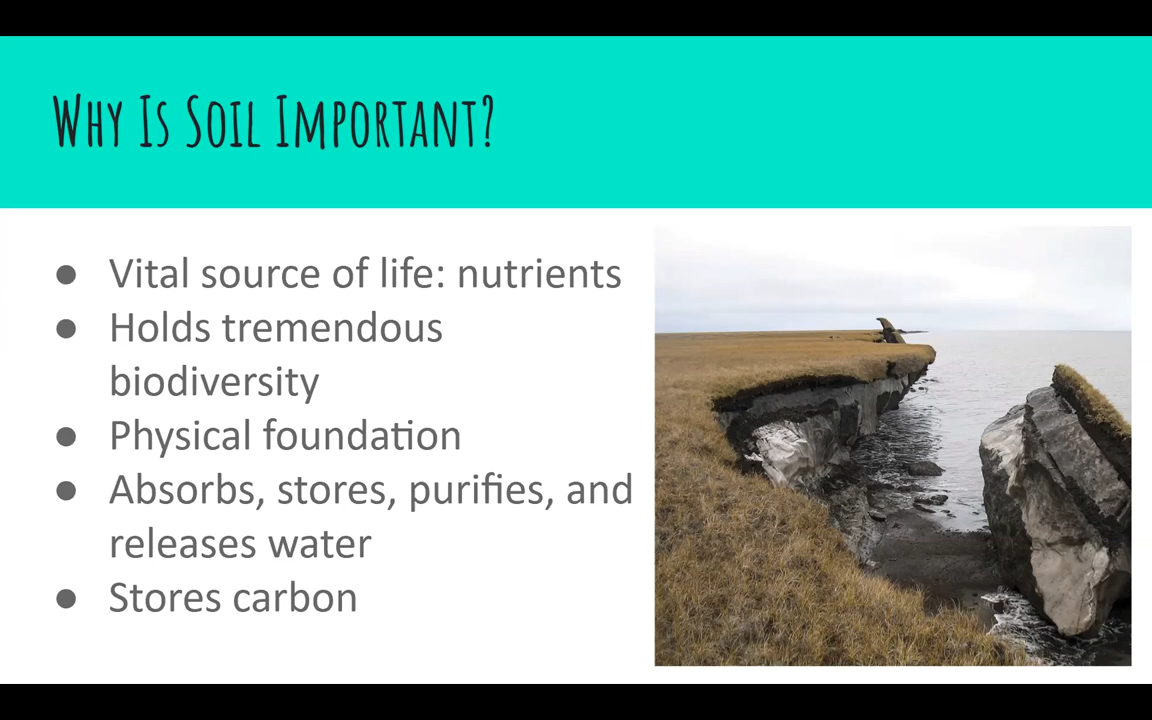 Why Is Soil Important?
● Vital source of life: nutrients
● Holds tremendous
biodiversity
● Physical foundation
● Absorbs, stores, purifies, and
releases water
● Stores carbon